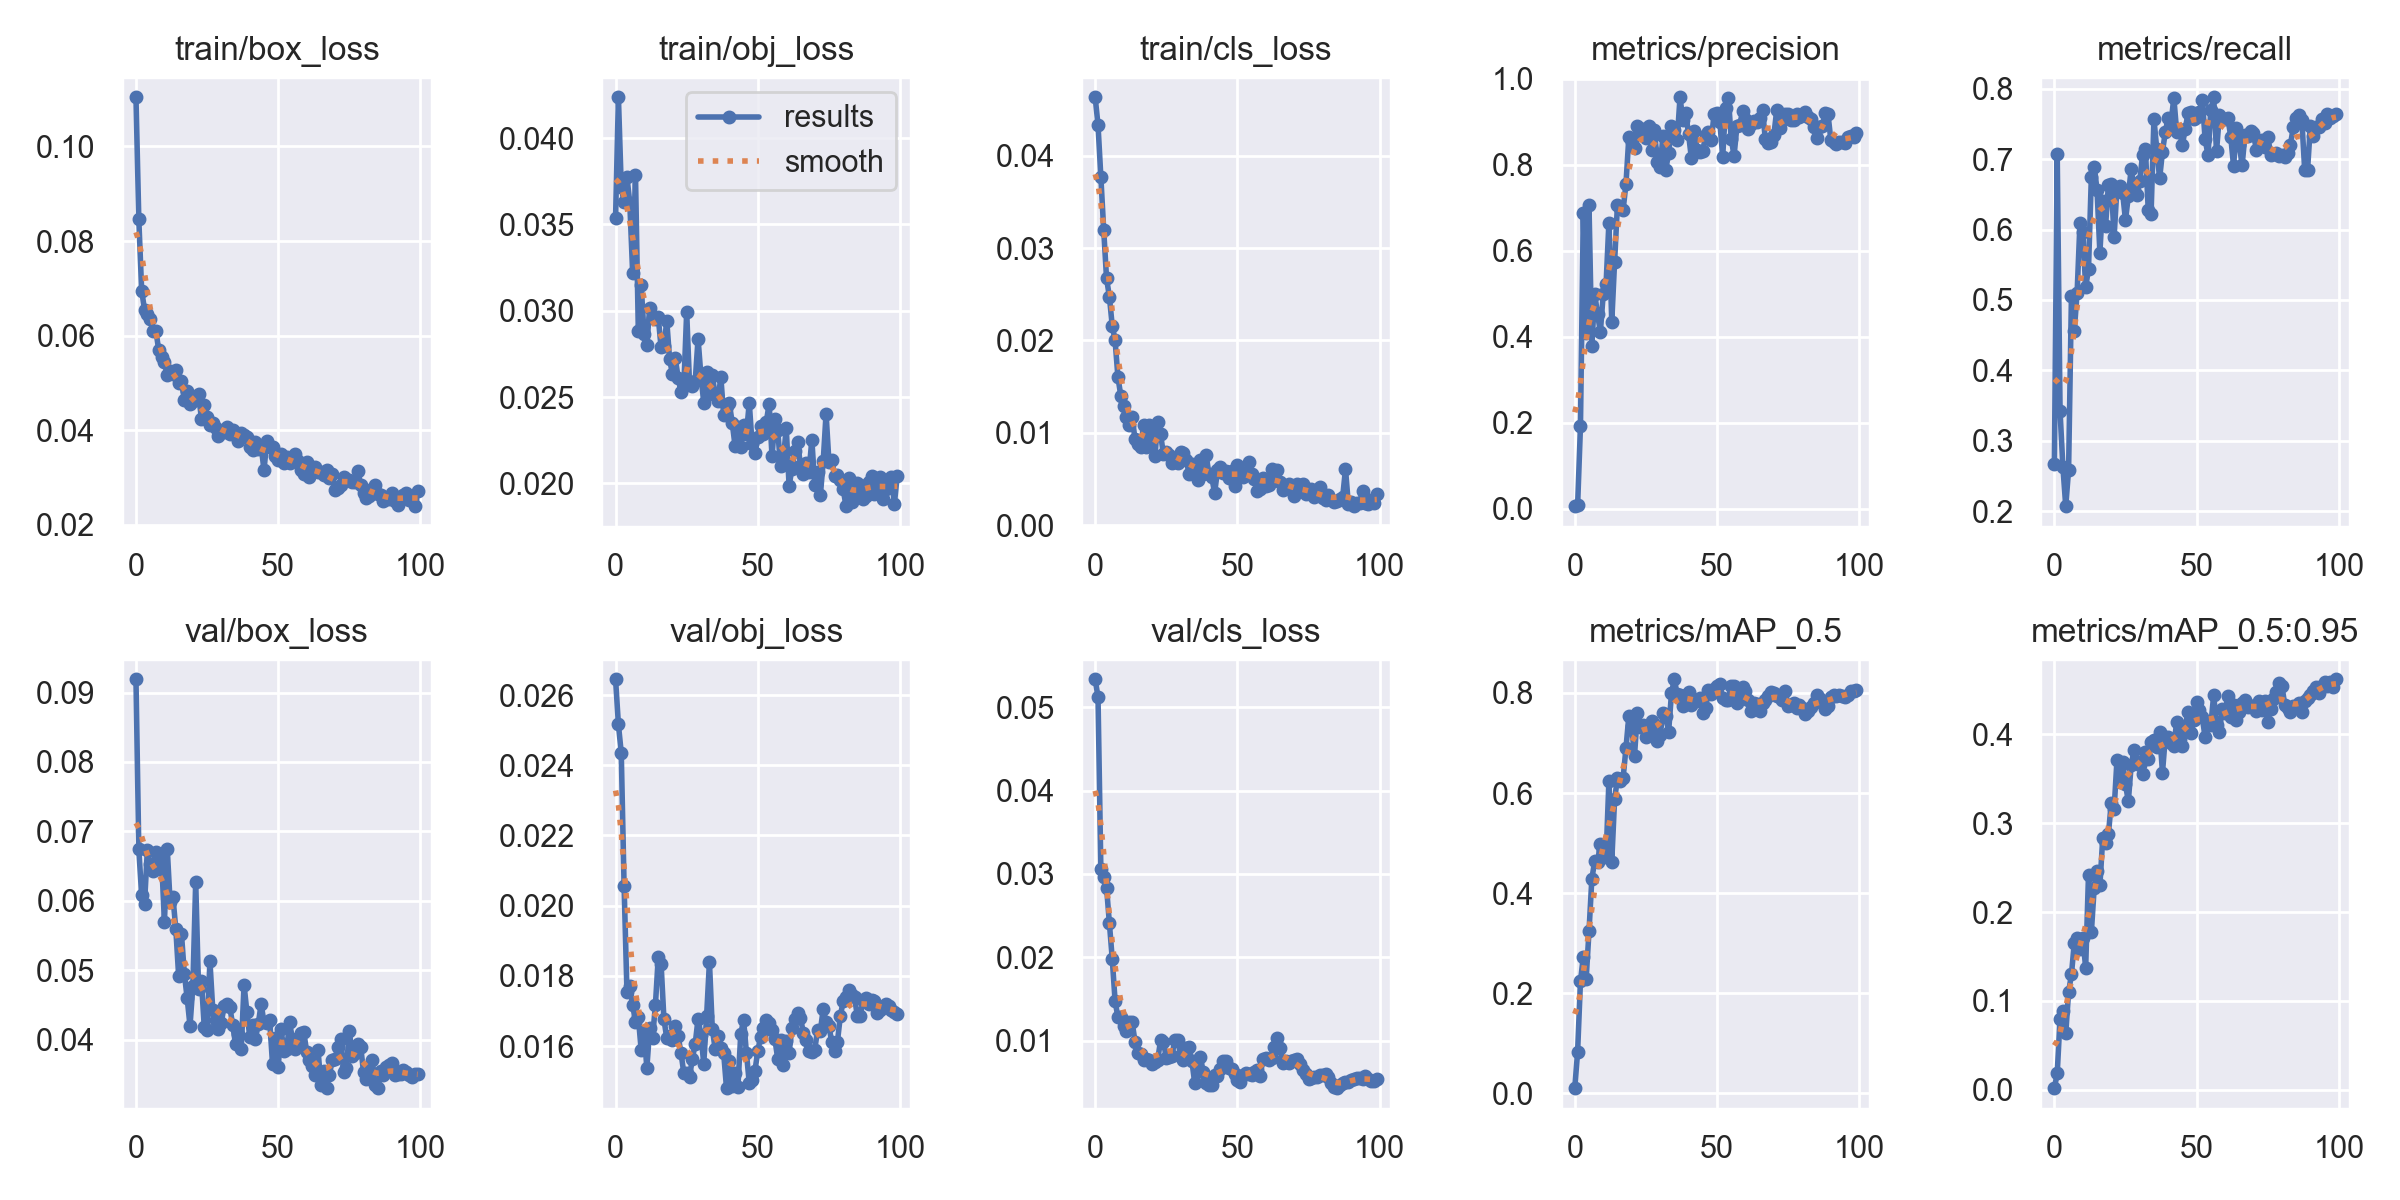 train/box_loss
0.10
0.08
0.06
0.04
0.02
0 50 100
train/obj_loss
results
smooth
0.040
0.035
0.030
0.025
0.020
0 50 100
train/cls_loss
0.04
0.03
0.02
0.01
0.00
0 50 100
metrics/precision
1.0
0.8
0.6
0.4
0.2
0.0
0 50 100
metrics/recall
0.8
0.7
0.6
0.5
0.4
0.3
0.2
0 50 100
val/box_loss
0.09
0.08
0.07
0.06
0.05
0.04
0 50 100
val/obj_loss
0.026
0.024
0.022
0.020
0.018
0.016
0 50 100
val/cls_loss
0.05
0.04
0.03
0.02
0.01
0 50 100
metrics/mAP_0.5
0.8
0.6
0.4
0.2
0.0
0 50 100
metrics/mAP_0.5:0.95
0.4
0.3
0.2
0.1
0.0
0 50 100